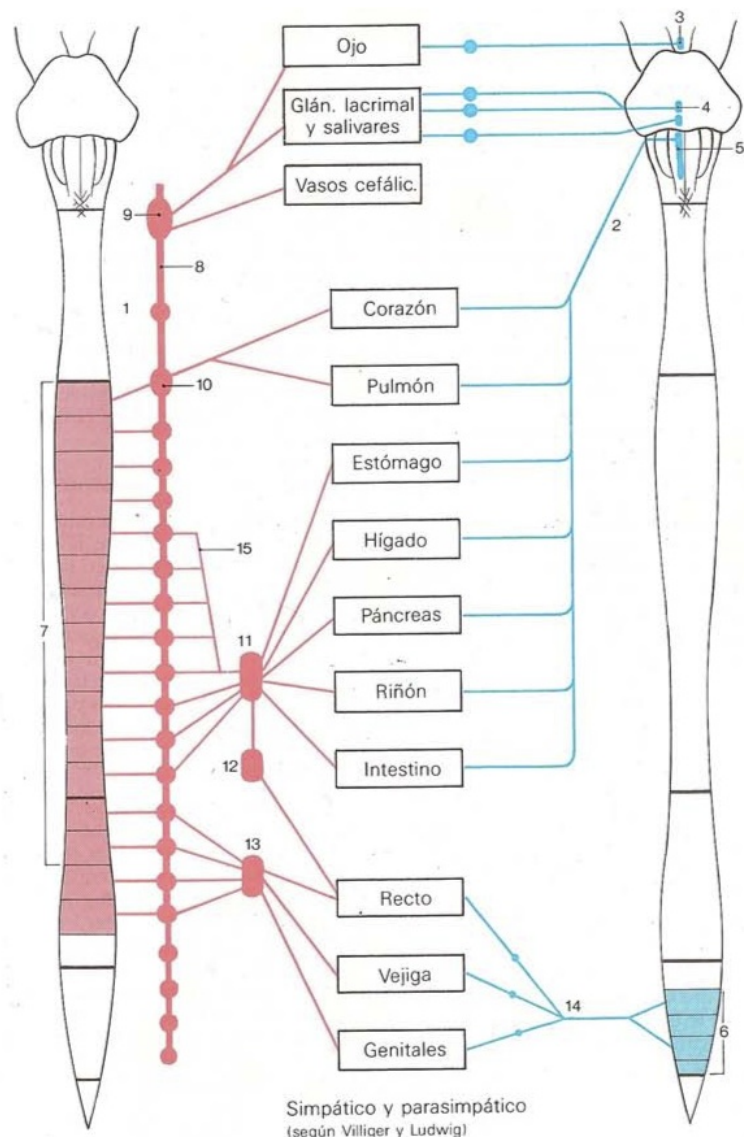 3
Ojo
Glán. lacrimal
y salivares
4
5
Vasos cefálic.
9
2
8
1
Corazón
10
Pulmón
Estómago
15
Hígado
7
11
Páncreas
Riñón
12
Intestino
13
Recto
Vejiga
14
6
Genitales
Simpático y parasimpático
(según Villiger y Ludwig)